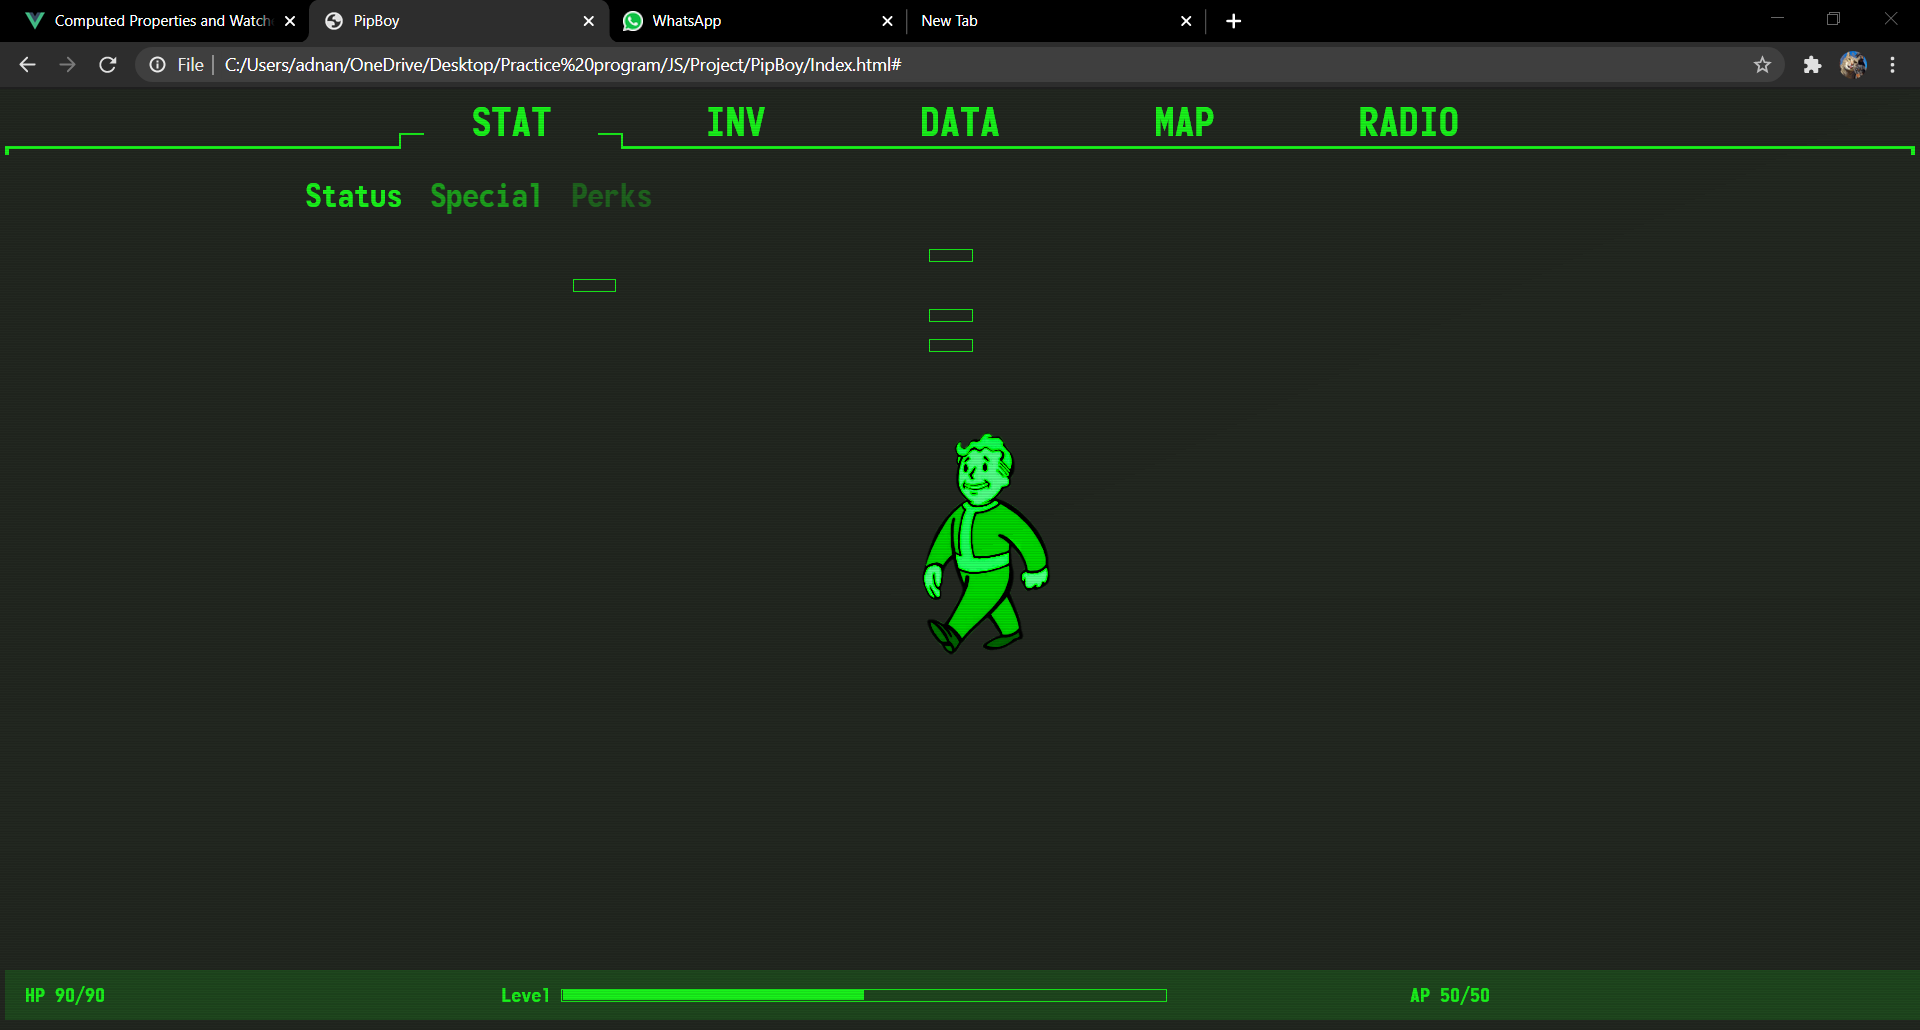 Computed Properties and Watch
PipBoy
WhatsApp
New Tab
File
C:/Users/adnan/OneDrive/Desktop/Practice%20program/JS/Project/PipBoy/Index.html#
STAT INV DATA MAP RADIO
Status Special Perks
HP 90/90 Level AP 50/50